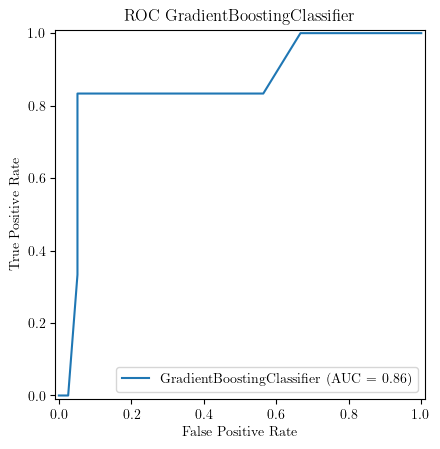 ROC GradientBoostingClassifier
1.0
0.8
0.6
0.4
0.2
0.0
True Positive Rate
GradientBoostingClassifier (AUC = 0.86)
0.0 0.2 0.4 0.6 0.8 1.0
False Positive Rate